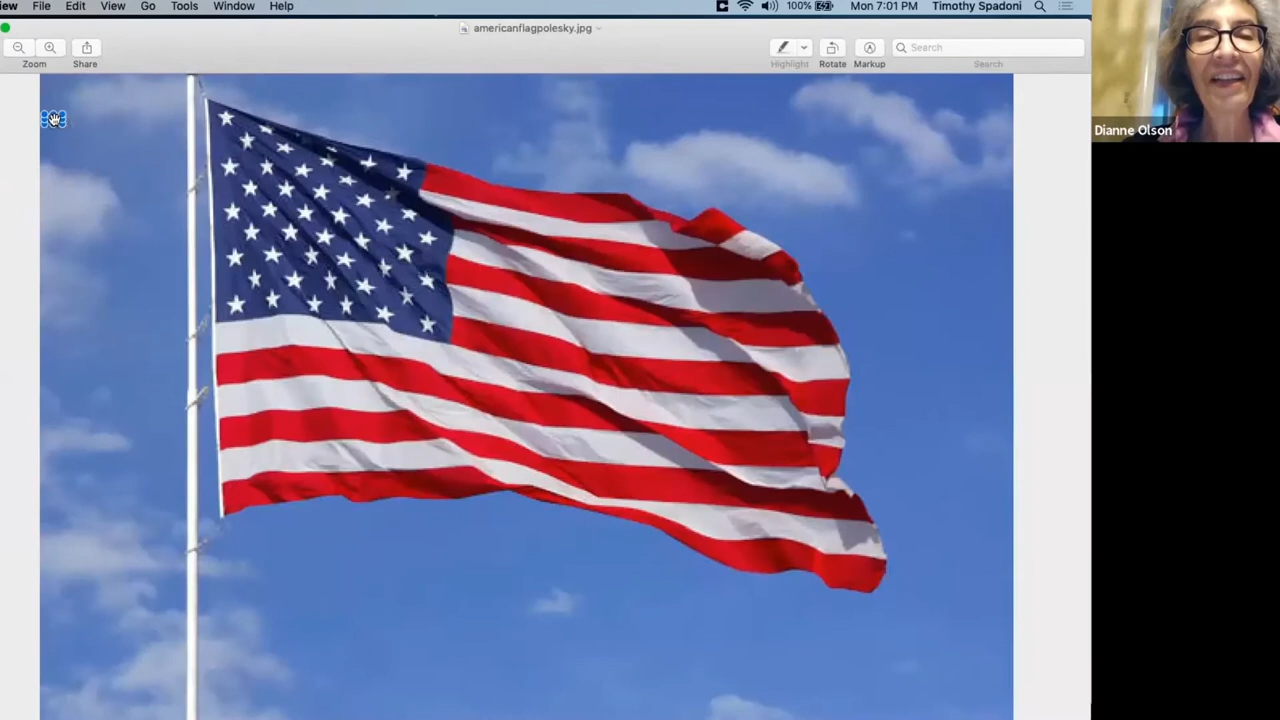 iew File Edit View Go Tools Window Help 100% Mon 7:01 PM Timothy Spadoni
americanflagpolesky.jpg
Zoom Share Highlight Rotate Markup Search
Search
Dianne Olson